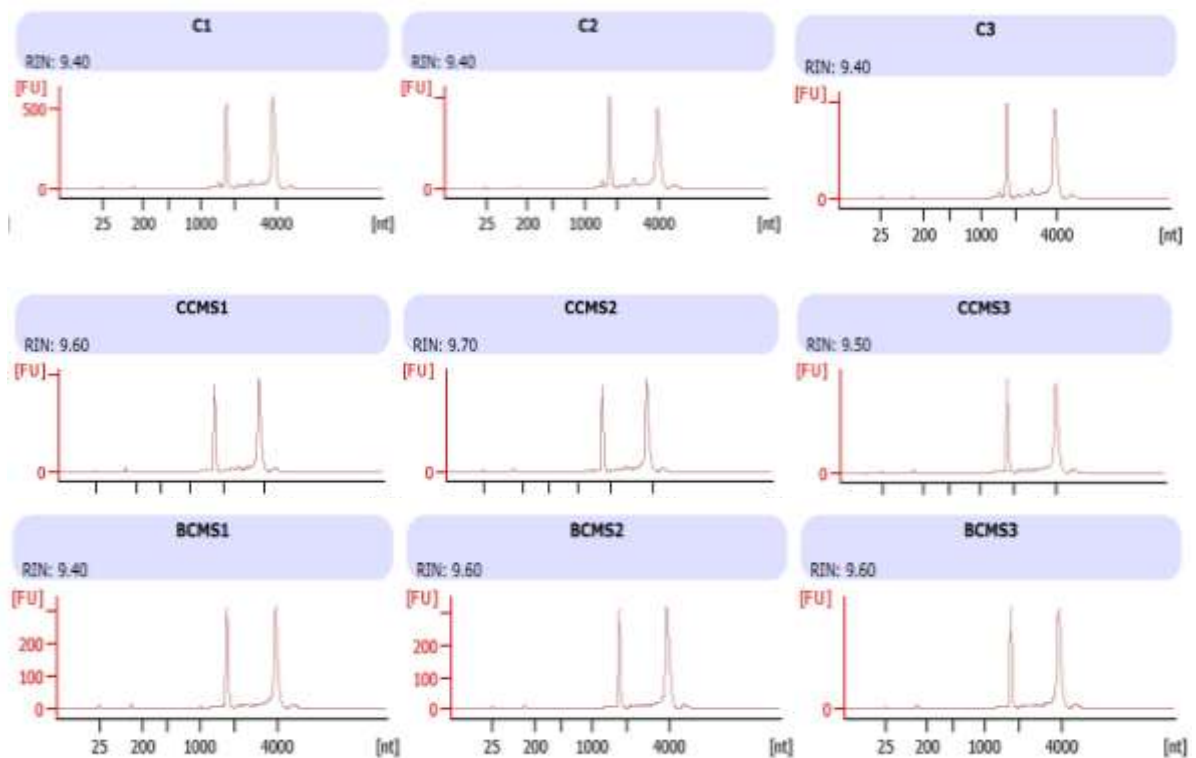 C1
RIN: 9.40
[FU]
500
0
25 200 1000 4000 [nt]
C2
RIN: 9.40
[FU]
0
25 200 1000 4000 [nt]
C3
RIN: 9.40
[FU]
0
25 200 1000 4000 [nt]
CCMS1
RIN: 9.60
[FU]
0
CCMS2
RIN: 9.70
[FU]
0
CCMS3
RIN: 9.50
[FU]
0
BCMS1
RIN: 9.40
[FU]
200
100
0
25 200 1000 4000 [nt]
BCMS2
RIN: 9.60
[FU]
200
100
0
25 200 1000 4000 [nt]
BCMS3
RIN: 9.60
[FU]
0
25 200 1000 4000 [nt]